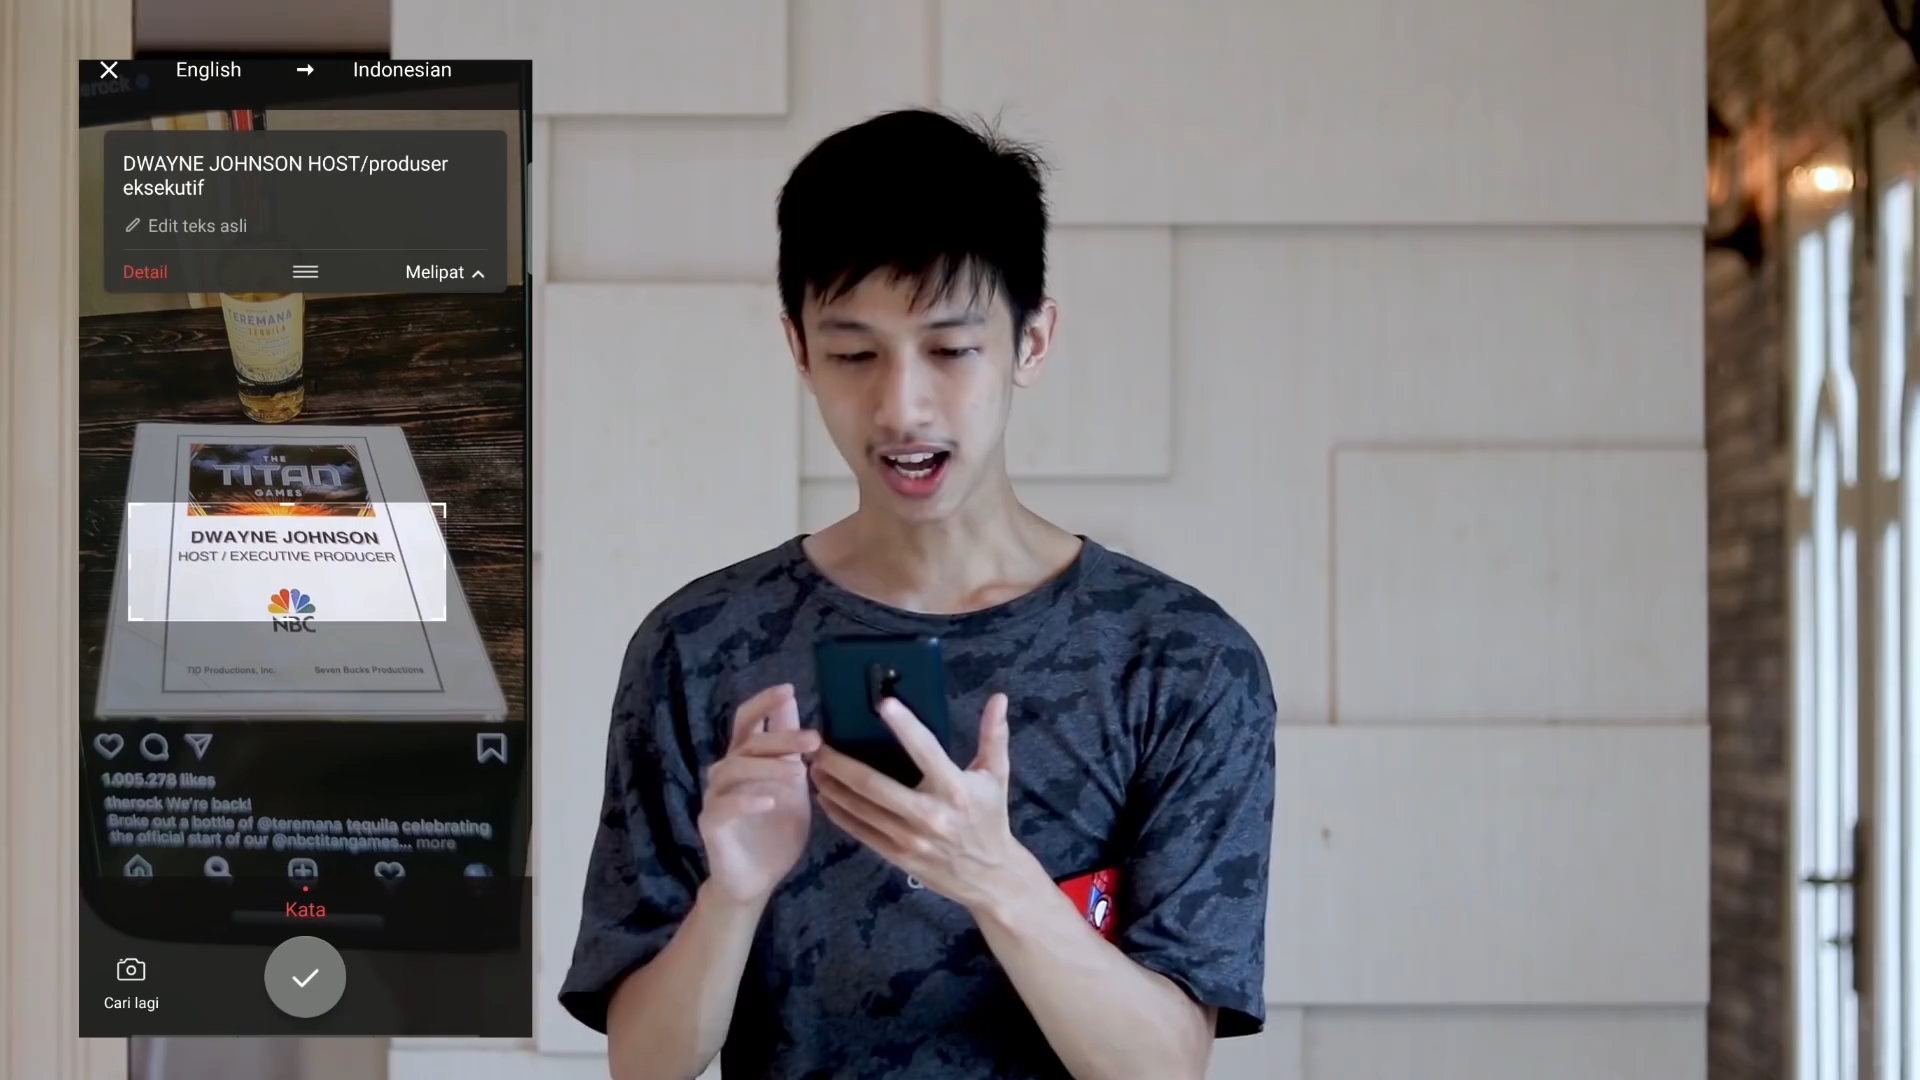 English → Indonesian
DWAYNE JOHNSON HOST/produser
eksekutif
Edit teks asli
Detail
Melipat
TEREMANA
TEQUILA
THE
TITAN
GAMES
DWAYNE JOHNSON
HOST / EXECUTIVE PRODUCER
NBC
TID Productions, Inc.
Seven Bucks Productions
1.005.278 likes
therock We're back!
Broke out a bottle of @teremana tequila celebrating
the official start of our @nbctitangames... more
Kata
Cari lagi